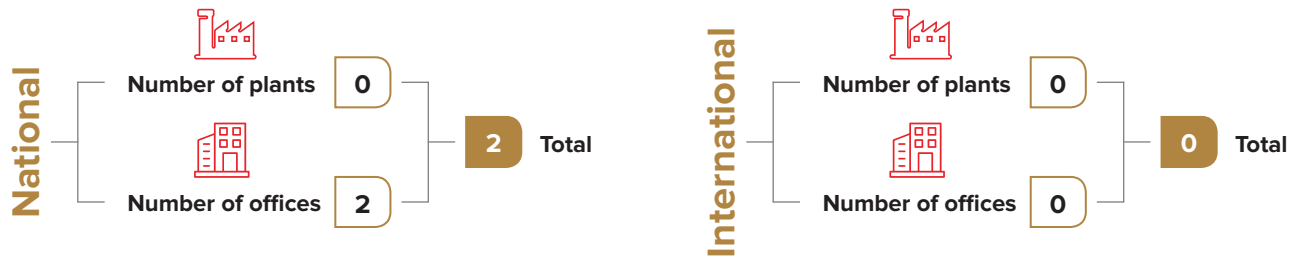 National
Number of plants 0
Number of offices 2
2 Total
International
Number of plants 0
Number of offices 0
0 Total